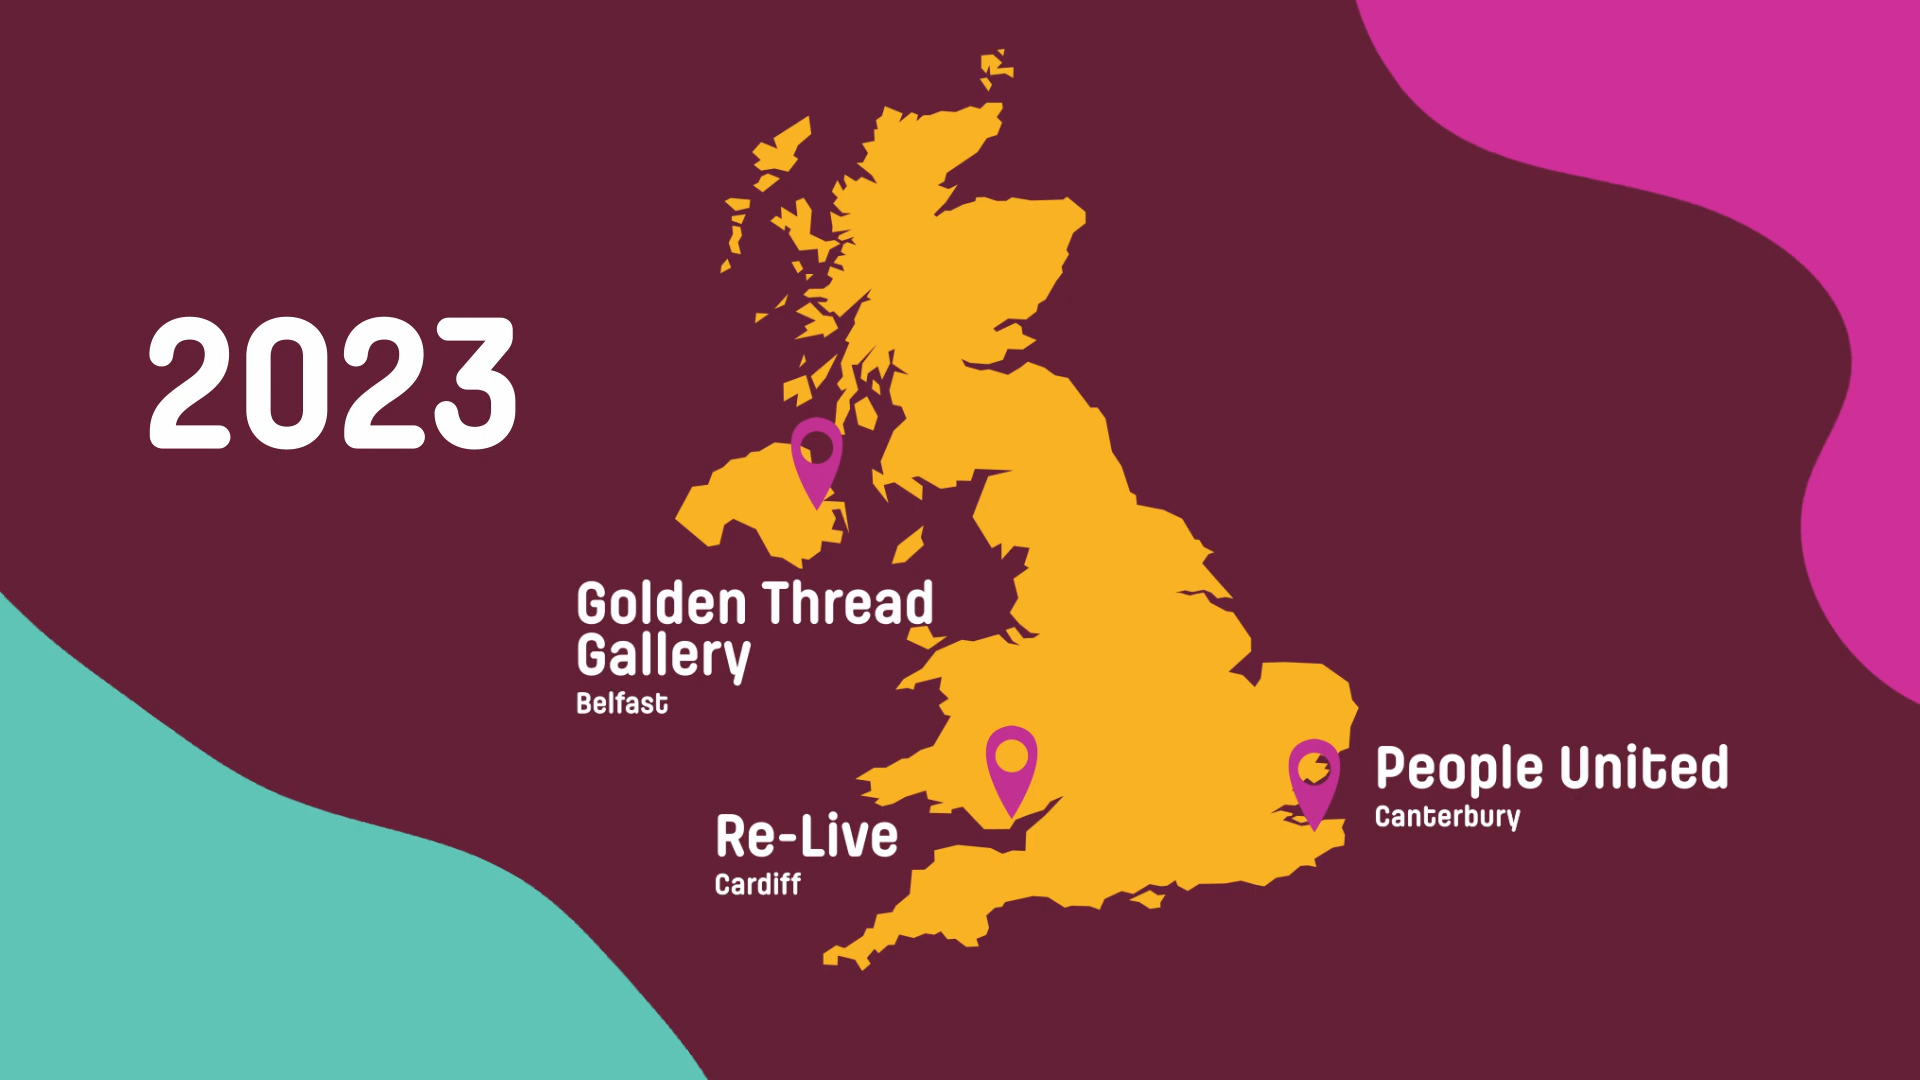 2023
Golden Thread
Gallery
Belfast
Re-Live
Cardiff
People United
Canterbury